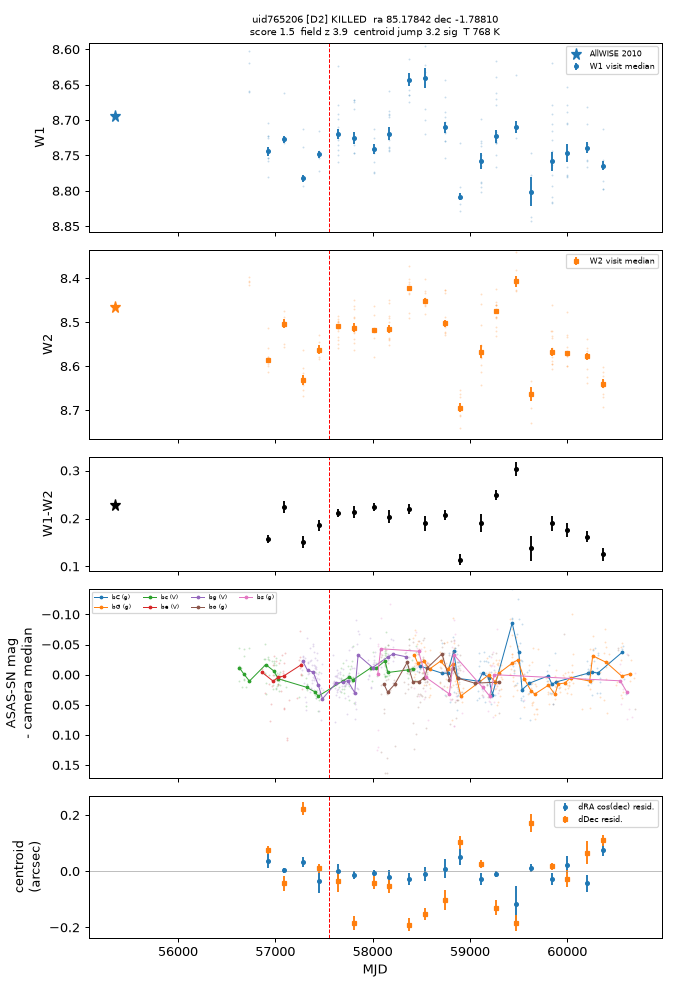 uid765206 [D2] KILLED ra 85.17842 dec -1.78810
score 1.5 field z 3.9 centroid jump 3.2 sig T 768 K
8.60
8.65
8.70
8.75
8.80
8.85
W1
AllWISE 2010
W1 visit median
8.4
8.5
8.6
8.7
W2
W2 visit median
0.3
0.2
0.1
W1-W2
−0.10
−0.05
0.00
0.05
0.10
0.15
ASAS-SN mag
- camera median
bC (g)
bG (g)
bc (V)
be (V)
bg (V)
bo (g)
bs (g)
0.2
0.0
−0.2
centroid
(arcsec)
dRA cos(dec) resid.
dDec resid.
56000
57000
58000
59000
60000
MJD